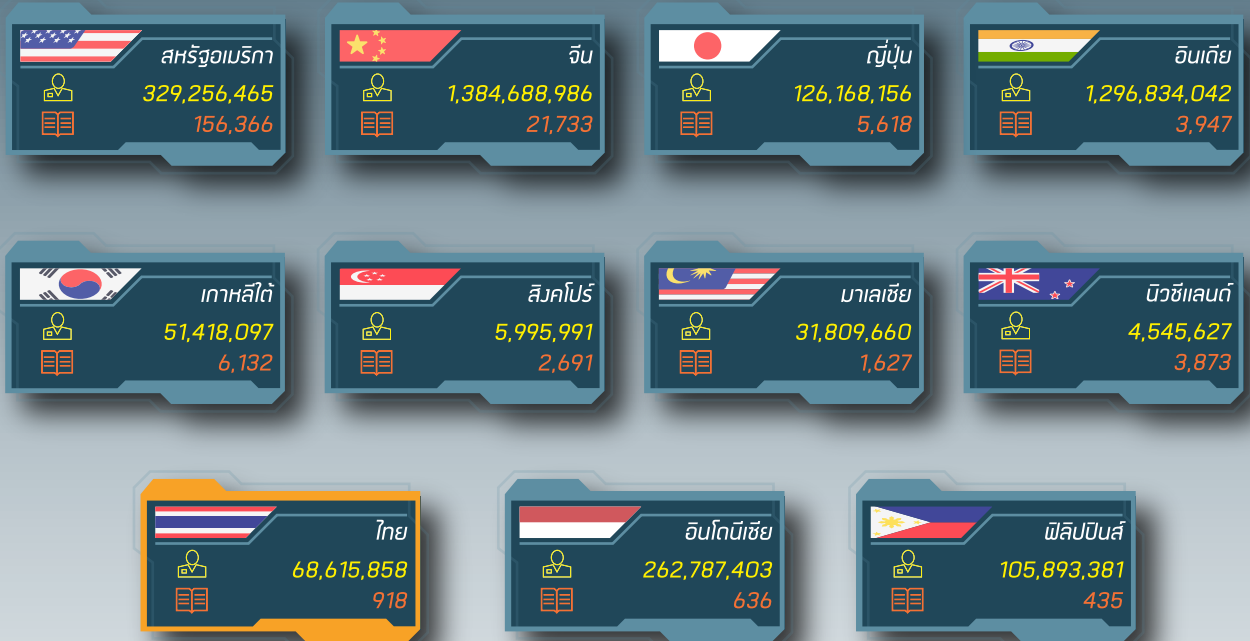 สหรัฐอเมริกา
329,256,465
156,366
จีน
1,384,688,986
21,733
ญี่ปุ่น
126,168,156
5,618
อินเดีย
1,296,834,042
3,947
เกาหลีใต้
51,418,097
6,132
สิงคโปร์
5,995,991
2,691
มาเลเซีย
31,809,660
1,627
นิวซีแลนด์
4,545,627
3,873
ไทย
68,615,858
918
อินโดนีเซีย
262,787,403
636
ฟิลิปปินส์
105,893,381
435